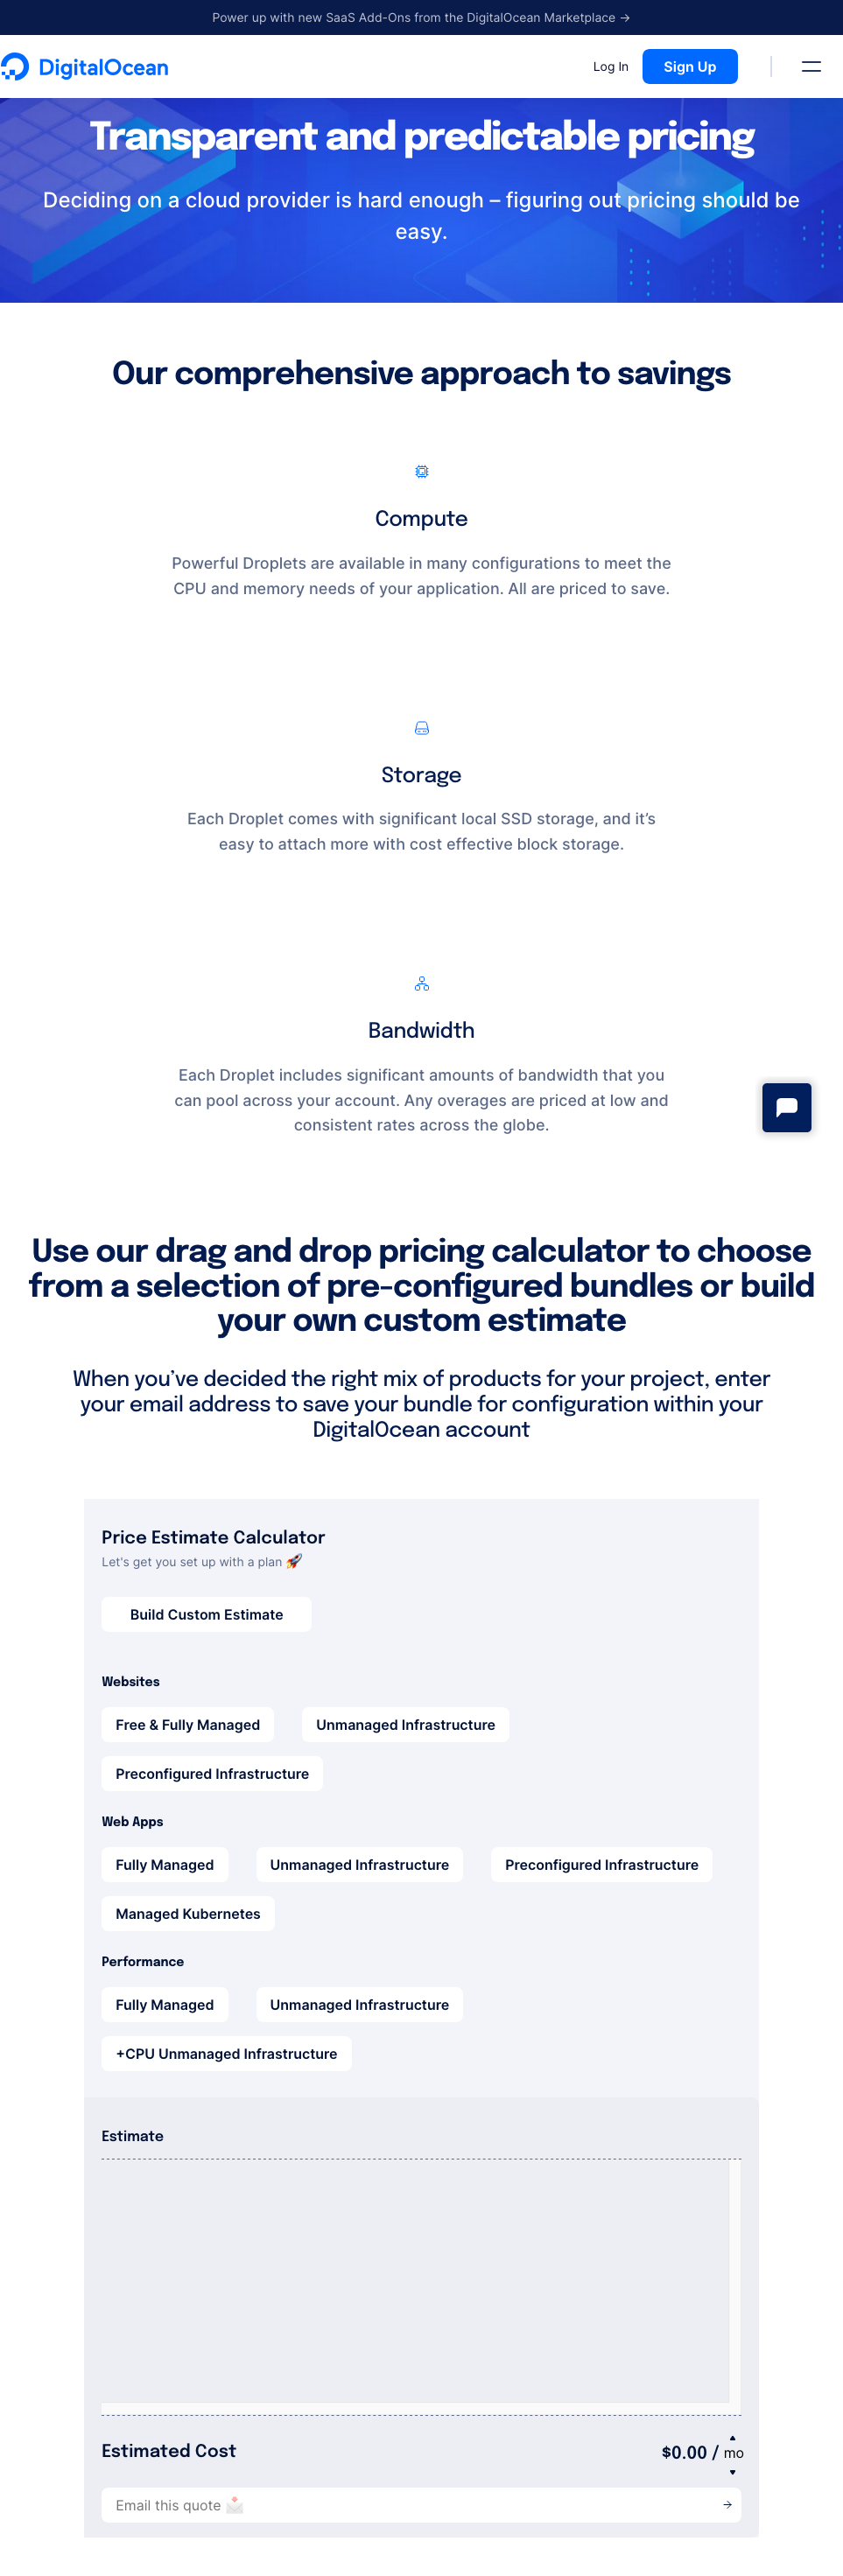 Power up with new SaaS Add-Ons from the DigitalOcean Marketplace →
DigitalOcean
Log In
Sign Up
Transparent and predictable pricing
Deciding on a cloud provider is hard enough – figuring out pricing should be
easy.
Our comprehensive approach to savings
Compute
Powerful Droplets are available in many configurations to meet the
CPU and memory needs of your application. All are priced to save.
Storage
Each Droplet comes with significant local SSD storage, and it’s
easy to attach more with cost effective block storage.
Bandwidth
Each Droplet includes significant amounts of bandwidth that you
can pool across your account. Any overages are priced at low and
consistent rates across the globe.
Use our drag and drop pricing calculator to choose
from a selection of pre-configured bundles or build
your own custom estimate
When you’ve decided the right mix of products for your project, enter
your email address to save your bundle for configuration within your
DigitalOcean account
Price Estimate Calculator
Let's get you set up with a plan 🚀
Build Custom Estimate
Websites
Free & Fully Managed
Unmanaged Infrastructure
Preconfigured Infrastructure
Web Apps
Fully Managed
Unmanaged Infrastructure
Preconfigured Infrastructure
Managed Kubernetes
Performance
Fully Managed
Unmanaged Infrastructure
+CPU Unmanaged Infrastructure
Estimate
Estimated Cost
$0.00 / mo
Email this quote 📩